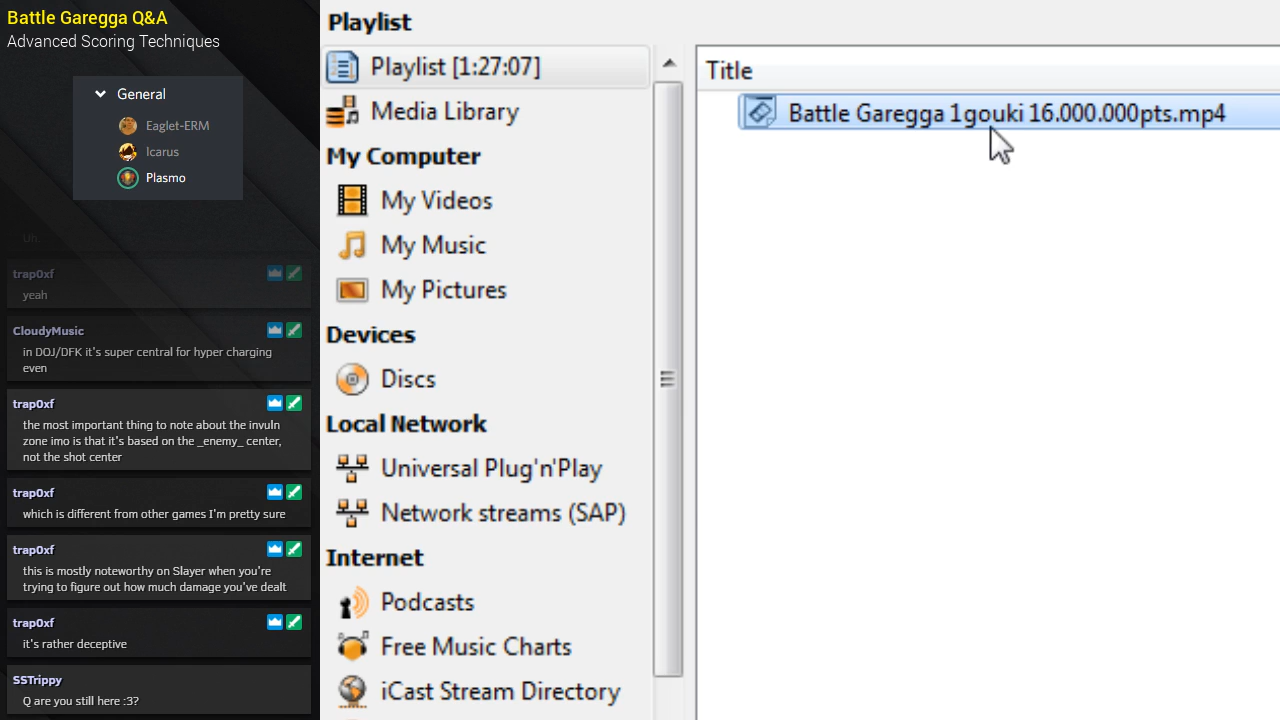 Battle Garegga Q&A
Advanced Scoring Techniques
General
Eaglet-ERM
Icarus
Plasmo
Uh.
trap0xf
yeah
CloudyMusic
in DOJ/DFK it's super central for hyper charging
even
trap0xf
the most important thing to note about the invuln
zone imo is that it's based on the _enemy_ center,
not the shot center
trap0xf
which is different from other games I'm pretty sure
trap0xf
this is mostly noteworthy on Slayer when you're
trying to figure out how much damage you've dealt
trap0xf
it's rather deceptive
SSTrippy
Q are you still here :3?
Playlist
Playlist [1:27:07]
Media Library
My Computer
My Videos
My Music
My Pictures
Devices
Discs
Local Network
Universal Plug'n'Play
Network streams (SAP)
Internet
Podcasts
Free Music Charts
iCast Stream Directory
Title
Battle Garegga 1gouki 16.000.000pts.mp4